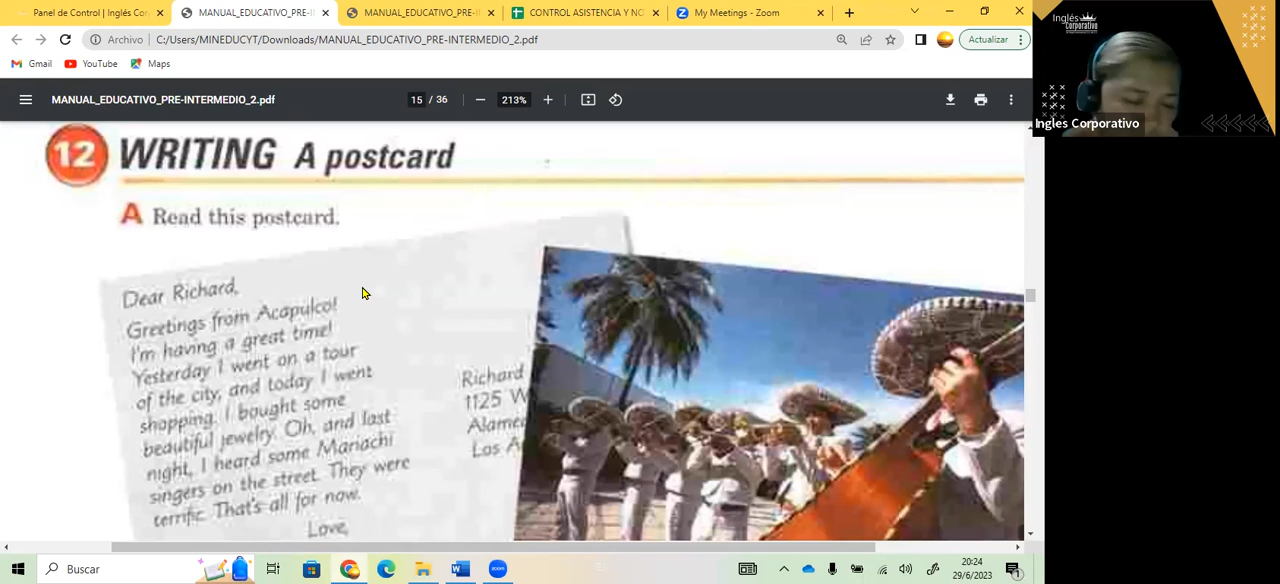 Panel de Control | Inglés Cor
MANUAL_EDUCATIVO_PRE-I
MANUAL_EDUCATIVO_PRE-I
CONTROL ASISTENCIA Y NO
My Meetings - Zoom
Archivo
C:/Users/MINEDUCYT/Downloads/MANUAL_EDUCATIVO_PRE-INTERMEDIO_2.pdf
Actualizar
Gmail
YouTube
Maps
MANUAL_EDUCATIVO_PRE-INTERMEDIO_2.pdf
15 / 36
213%
Inglés
Corporativo
Ingles Corporativo
12 WRITING A postcard
A Read this postcard.
Dear Richard,
Greetings from Acapulco!
I'm having a great time!
Yesterday I went on a tour
of the city, and today I went
shopping. I bought some
beautiful jewelry. Oh, and last
night, I heard some Mariachi
singers on the street. They were
terrific. That's all for now.
Love,
Richard
1125 W
Alame
Los A
Buscar
20:24
29/6/2023